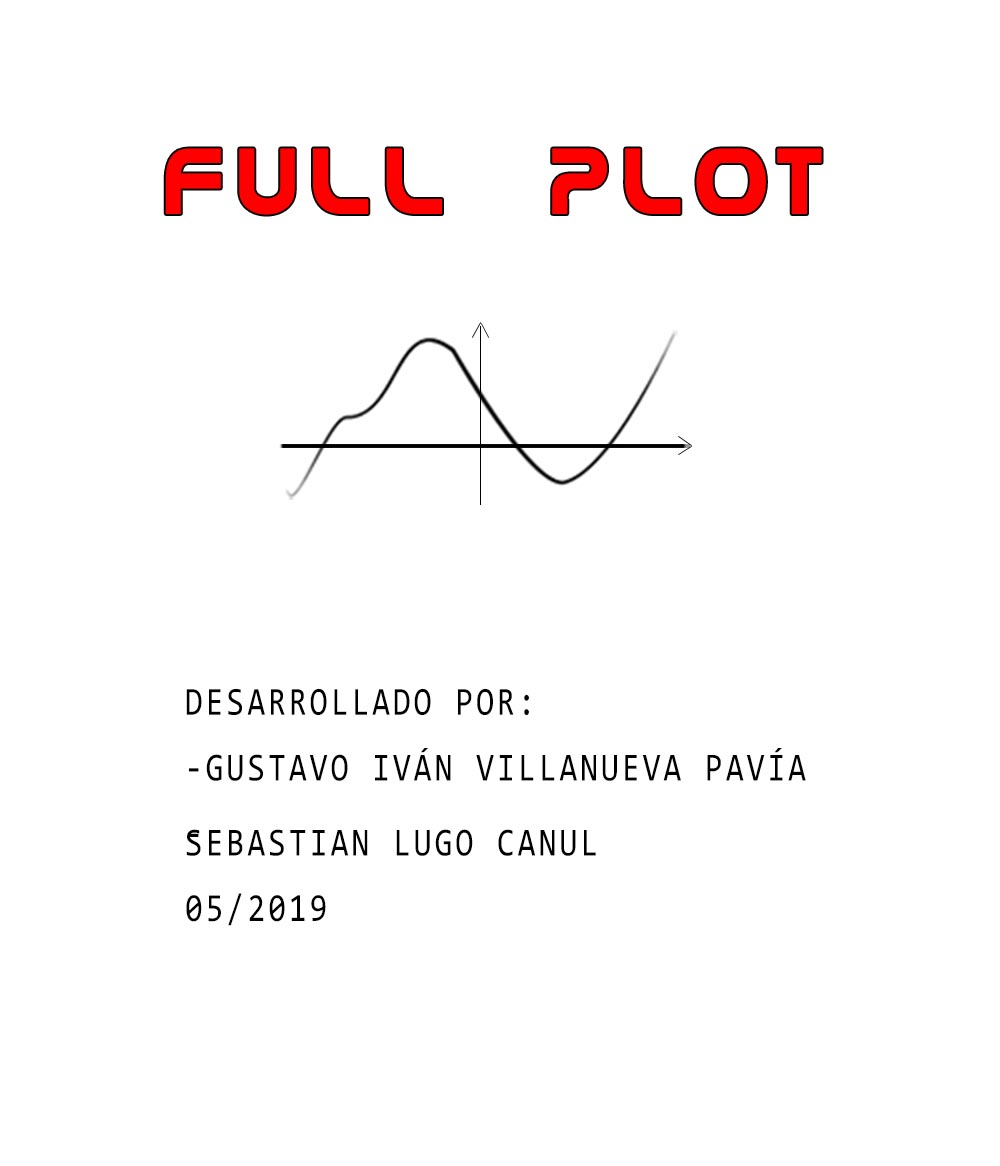 FULL PLOT
DESARROLLADO POR:
-GUSTAVO IVÁN VILLANUEVA PAVÍA
-SEBASTIAN LUGO CANUL
05/2019